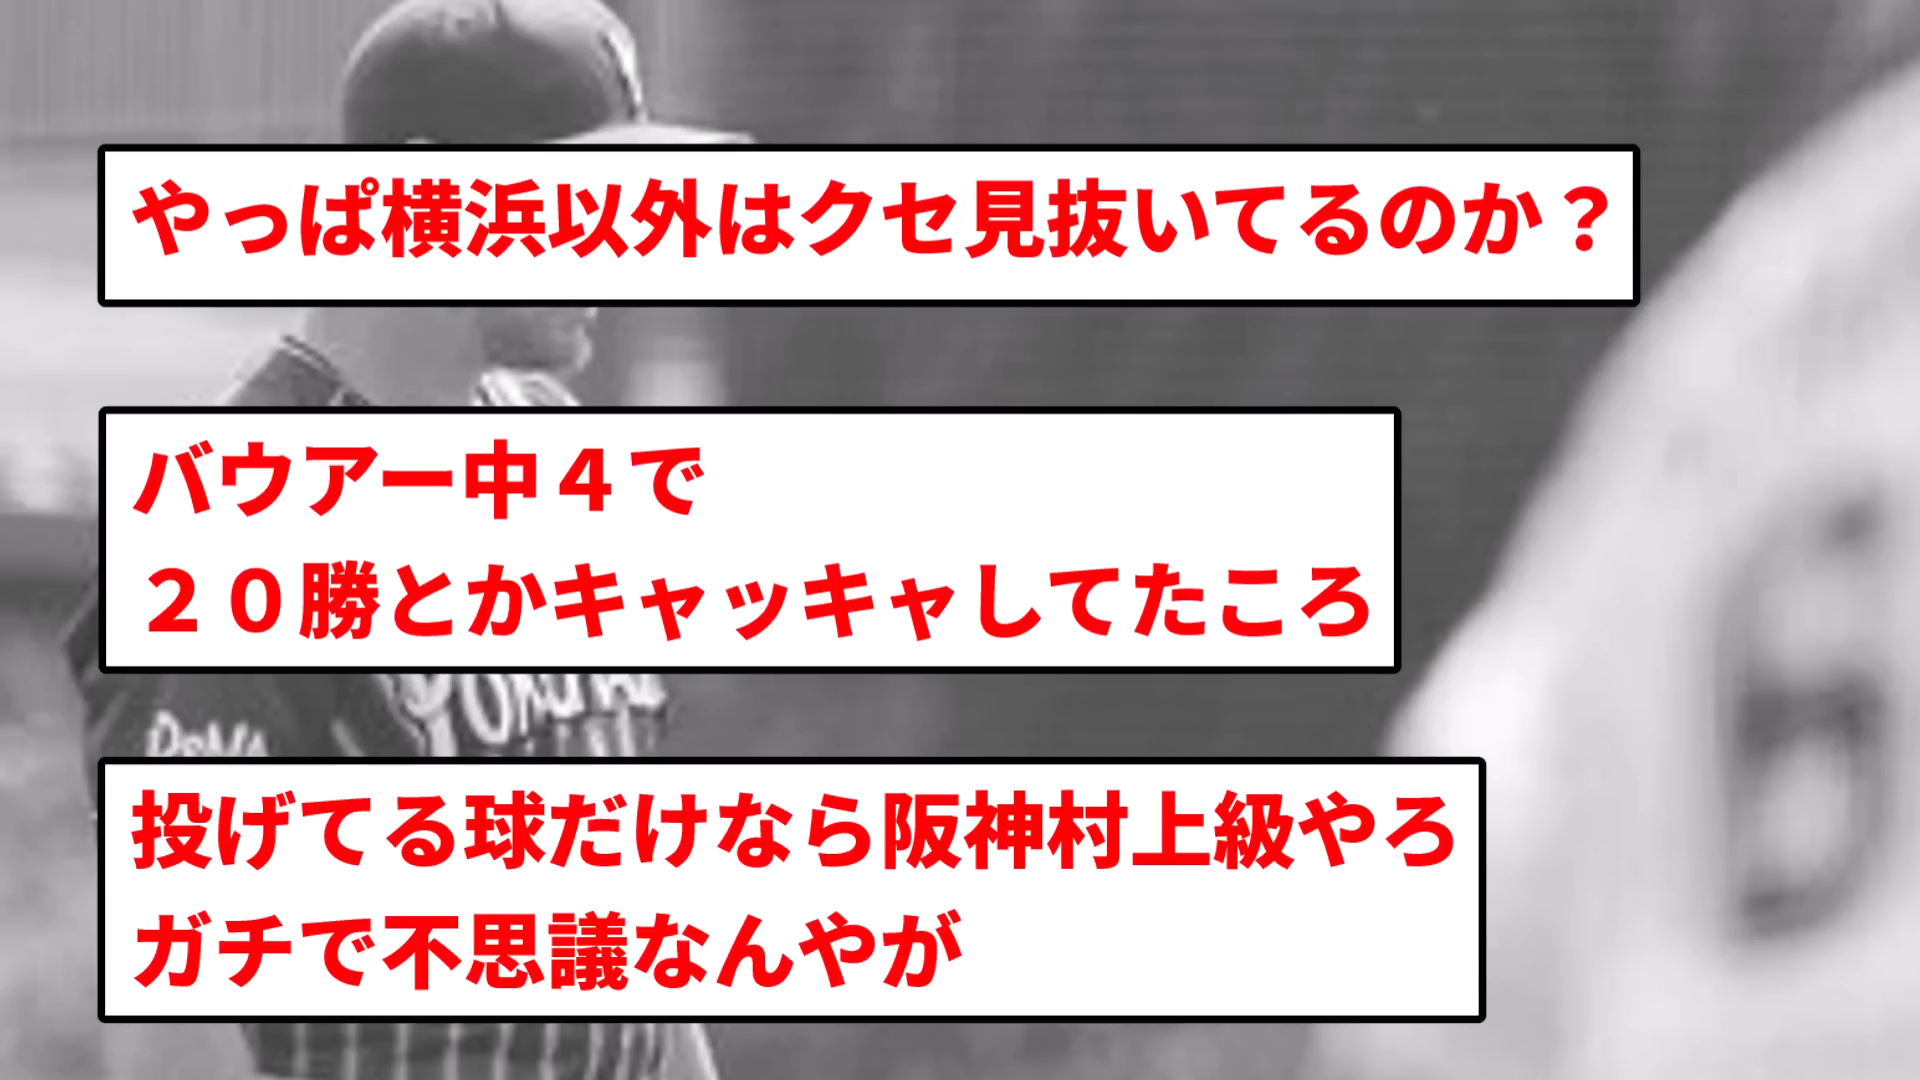 やっぱ横浜以外はクセ見抜いてるのか？
バウアー中４で
２０勝とかキャッキャしてたころ
投げてる球だけなら阪神村上級やろ
ガチで不思議なんやが